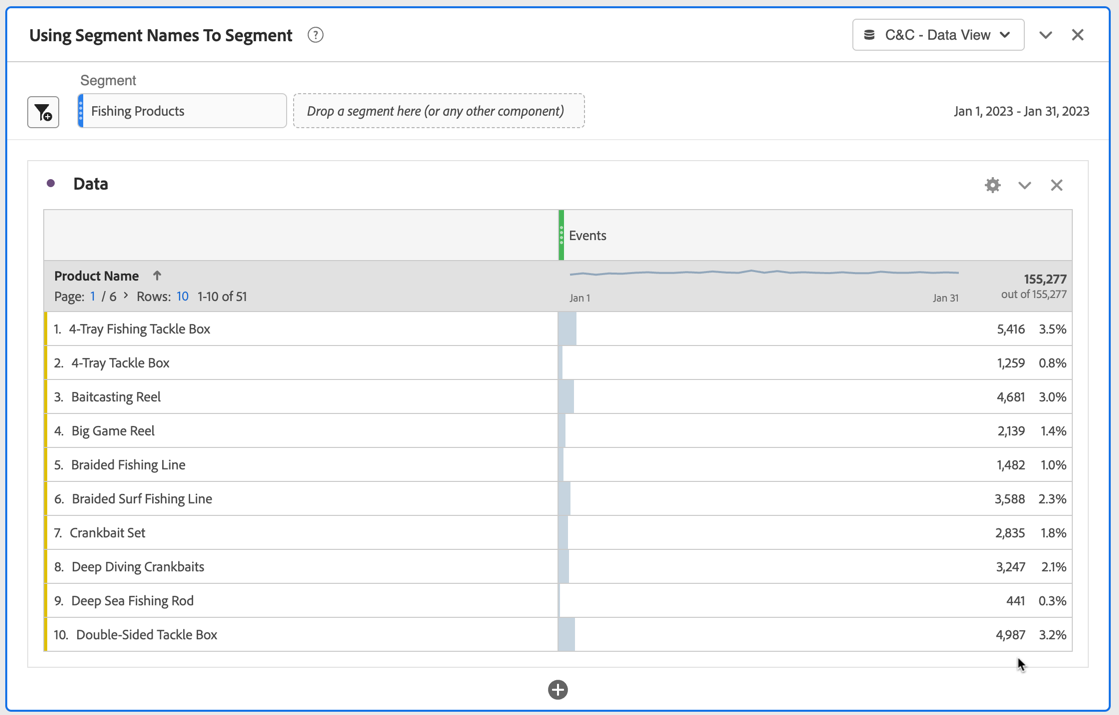 Using Segment Names To Segment ? C&C - Data View
Segment
Fishing Products Drop a segment here (or any other component) Jan 1, 2023 - Jan 31, 2023
Data
Events
Product Name 155,277
Page: 1 / 6 > Rows: 10 1-10 of 51 Jan 1 Jan 31 out of 155,277
1. 4-Tray Fishing Tackle Box 5,416 3.5%
2. 4-Tray Tackle Box 1,259 0.8%
3. Baitcasting Reel 4,681 3.0%
4. Big Game Reel 2,139 1.4%
5. Braided Fishing Line 1,482 1.0%
6. Braided Surf Fishing Line 3,588 2.3%
7. Crankbait Set 2,835 1.8%
8. Deep Diving Crankbaits 3,247 2.1%
9. Deep Sea Fishing Rod 441 0.3%
10. Double-Sided Tackle Box 4,987 3.2%